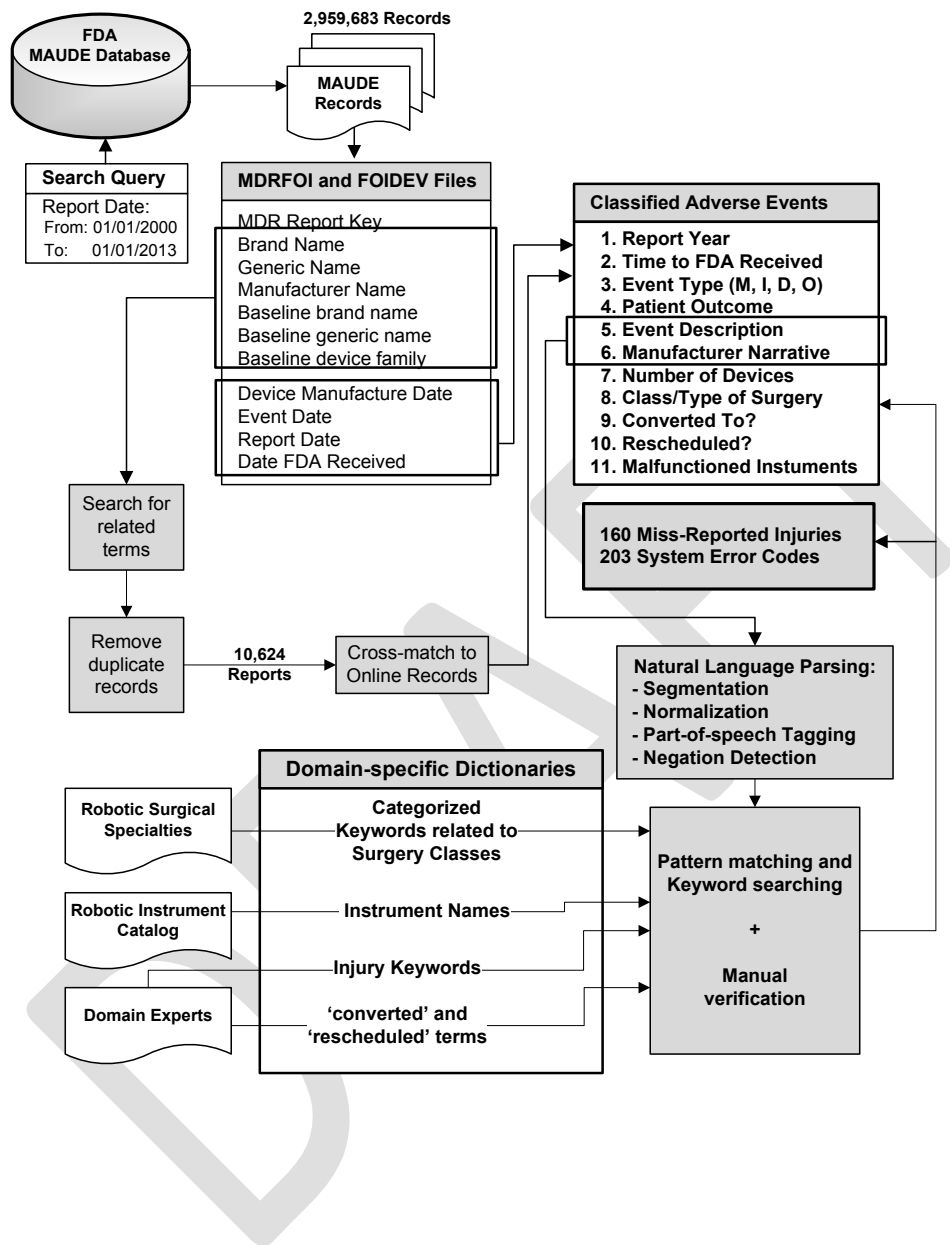 FDA
MAUDE Database
2,959,683 Records
MAUDE
Records
Search Query
Report Date:
From: 01/01/2000
To: 01/01/2013
MDRFOI and FOIDEV Files
MDR Report Key
Brand Name
Generic Name
Manufacturer Name
Baseline brand name
Baseline generic name
Baseline device family
Device Manufacture Date
Event Date
Report Date
Date FDA Received
Classified Adverse Events
1. Report Year
2. Time to FDA Received
3. Event Type (M, I, D, O)
4. Patient Outcome
5. Event Description
6. Manufacturer Narrative
7. Number of Devices
8. Class/Type of Surgery
9. Converted To?
10. Rescheduled?
11. Malfunctioned Instuments
160 Miss-Reported Injuries
203 System Error Codes
Search for
related
terms
Remove
duplicate
records
10,624
Reports
Cross-match to
Online Records
Natural Language Parsing:
- Segmentation
- Normalization
- Part-of-speech Tagging
- Negation Detection
Domain-specific Dictionaries
Robotic Surgical
Specialties
Categorized
Keywords related to
Surgery Classes
Robotic Instrument
Catalog
Instrument Names
Injury Keywords
Domain Experts
‘converted’ and
‘rescheduled’ terms
Pattern matching and
Keyword searching
+
Manual
verification
DRAFT